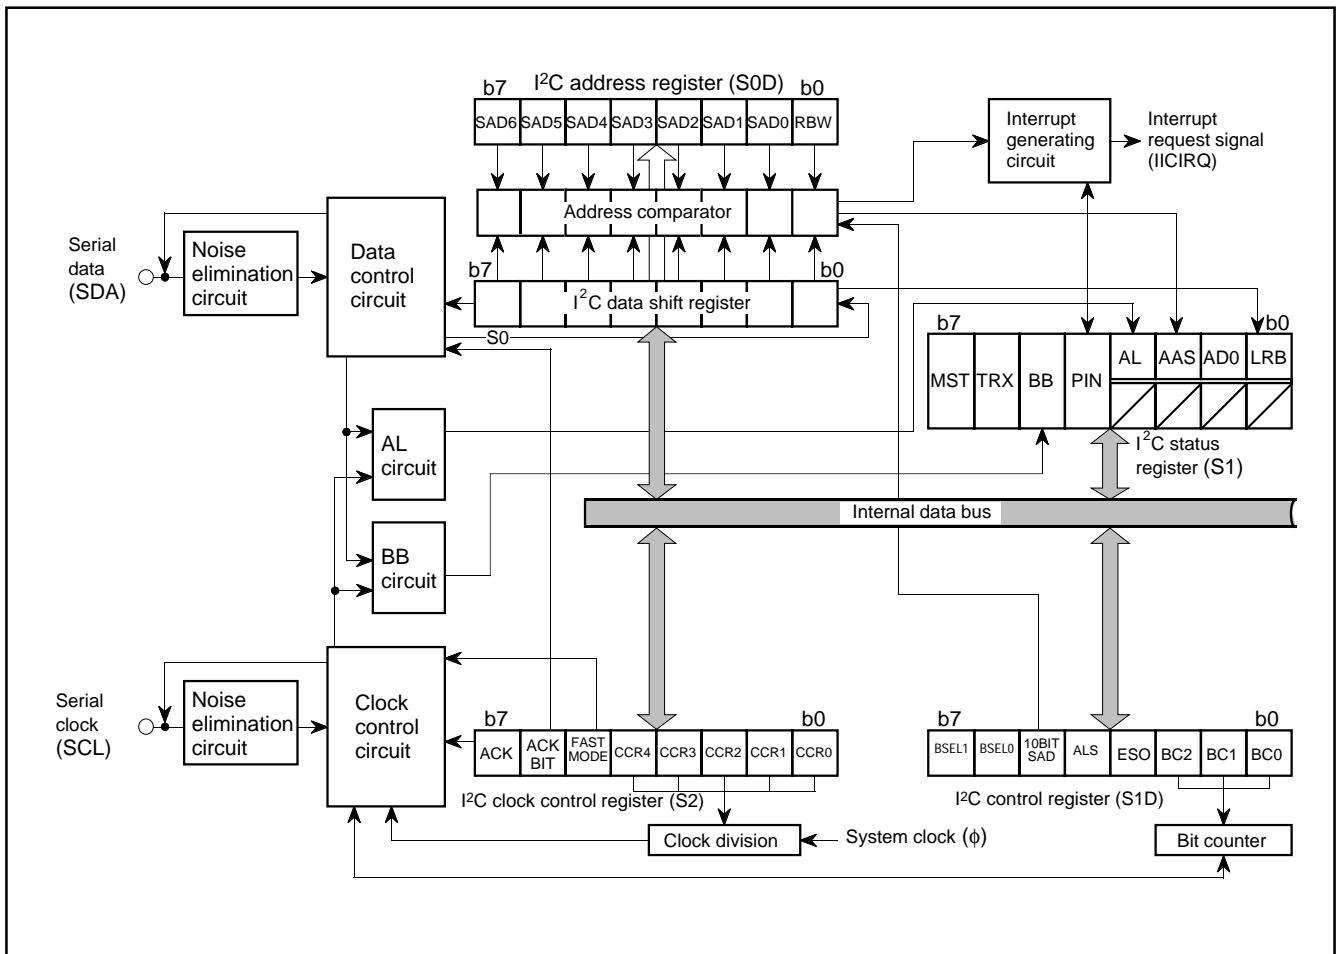 I²C address register (S0D)
b7
b0
SAD6 SAD5 SAD4 SAD3 SAD2 SAD1 SAD0 RBW
Interrupt
generating
circuit
Interrupt
request signal
(IICIRQ)
Address comparator
Serial
data
(SDA)
Noise
elimination
circuit
Data
control
circuit
b7
b0
I²C data shift register
S0
b7
b0
MST TRX BB PIN AL AAS AD0 LRB
I²C status
register (S1)
AL
circuit
Internal data bus
BB
circuit
Serial
clock
(SCL)
Noise
elimination
circuit
Clock
control
circuit
b7
b0
ACK
ACK
BIT
FAST
MODE
CCR4 CCR3 CCR2 CCR1 CCR0
I²C clock control register (S2)
b7
b0
BSEL1 BSEL0
10BIT
SAD
ALS ESO BC2 BC1 BC0
I²C control register (S1D)
Clock division
System clock (ϕ)
Bit counter